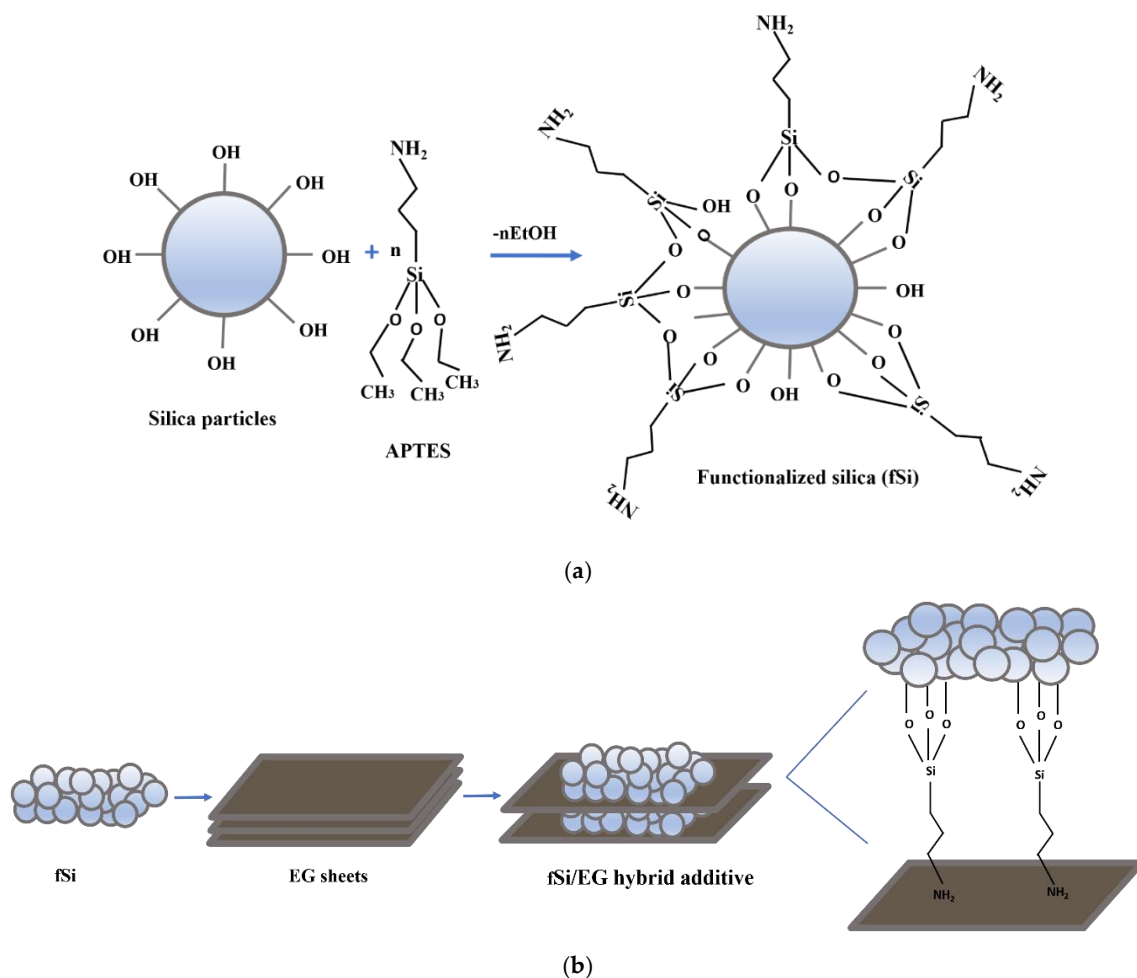 NH2
NH2
NH2
NH2
Si
OH
OH
OH
OH
Si
Si
O
O
O
OH
O
O
O
O
OH
OH
+
n
-nEtOH
Si
Si
O
OH
O
O
O
O
O
O
OH
OH
OH
O
O
O
O
O
Si
Si
OH
NH2
CH3
CH3
CH3
Silica particles
APTES
Functionalized silica (fSi)
NH2
NH2
(a)
O
O
O
O
O
O
Si
Si
fSi
EG sheets
fSi/EG hybrid additive
NH2
NH2
(b)